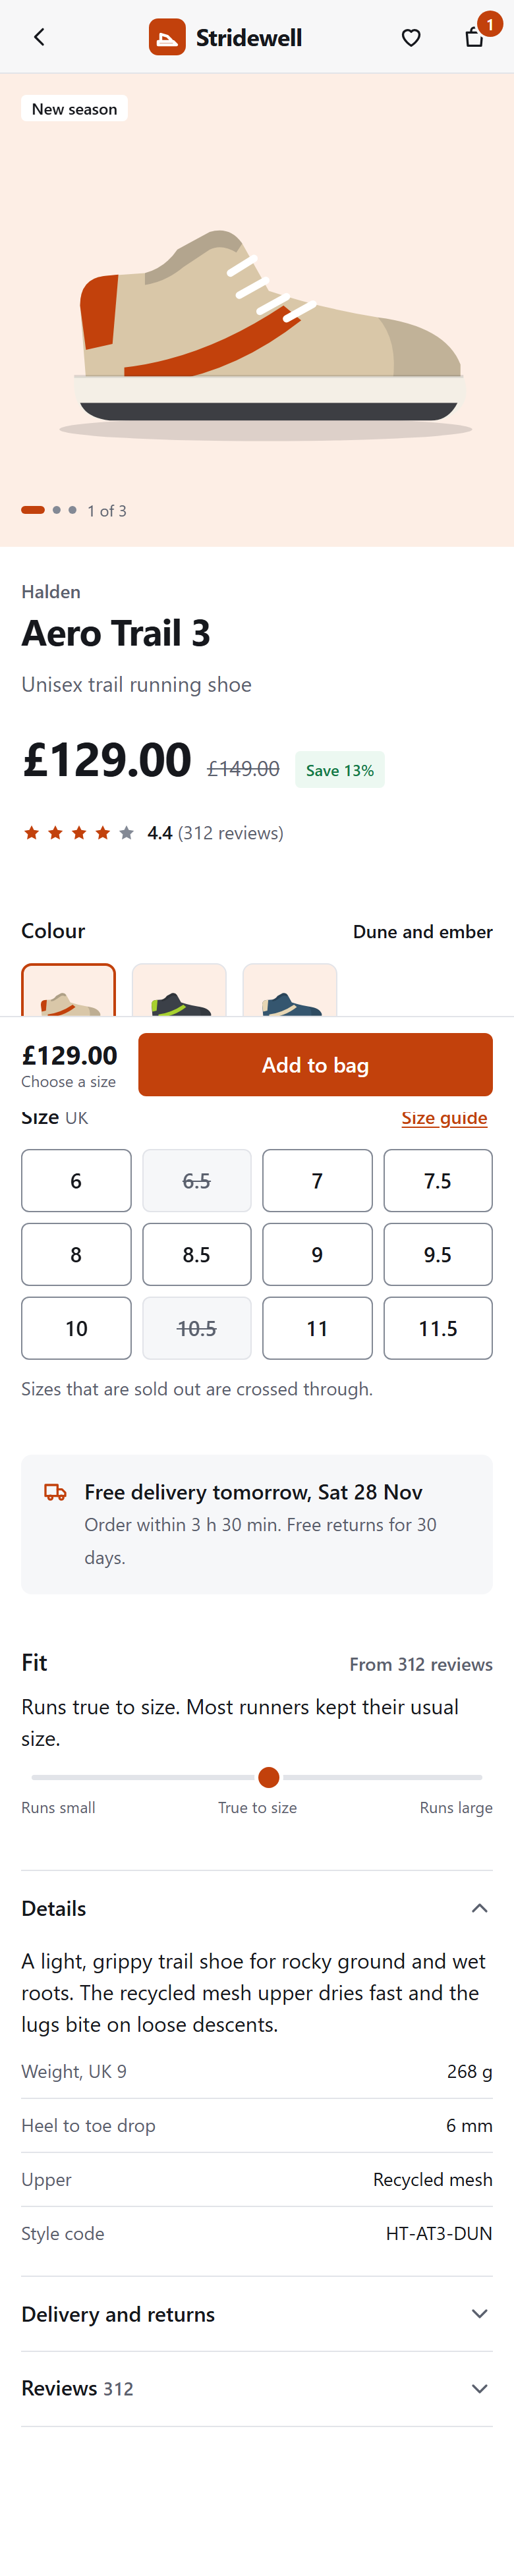 Stridewell
1
New season
1 of 3
Halden
Aero Trail 3
Unisex trail running shoe
£129.00 £149.00 Save 13%
4.4 (312 reviews)
Colour Dune and ember
£129.00
Choose a size
Add to bag
Size UK Size guide
6 6.5 7 7.5
8 8.5 9 9.5
10 10.5 11 11.5
Sizes that are sold out are crossed through.
Free delivery tomorrow, Sat 28 Nov
Order within 3 h 30 min. Free returns for 30
days.
Fit From 312 reviews
Runs true to size. Most runners kept their usual
size.
Runs small True to size Runs large
Details
A light, grippy trail shoe for rocky ground and wet
roots. The recycled mesh upper dries fast and the
lugs bite on loose descents.
Weight, UK 9 268 g
Heel to toe drop 6 mm
Upper Recycled mesh
Style code HT-AT3-DUN
Delivery and returns
Reviews 312